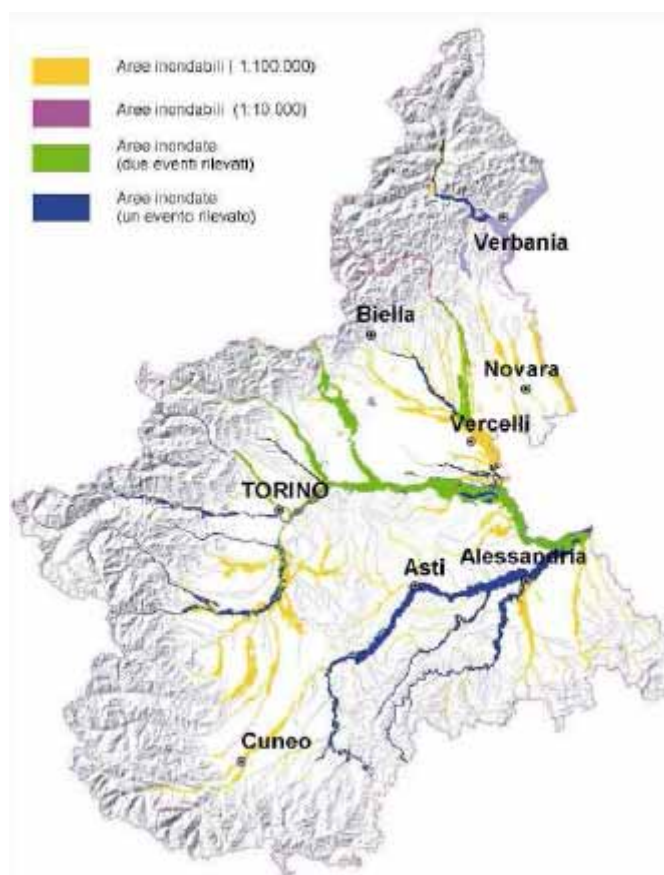 Aree inondabili ( 1:100.000)
Aree inondabili (1:10.000)
Aree inondate
(due eventi rilevati)
Aree inondate
(un evento rilevato)
Verbania
Biella
Novara
Vercelli
TORINO
Alessandria
Asti
Cuneo